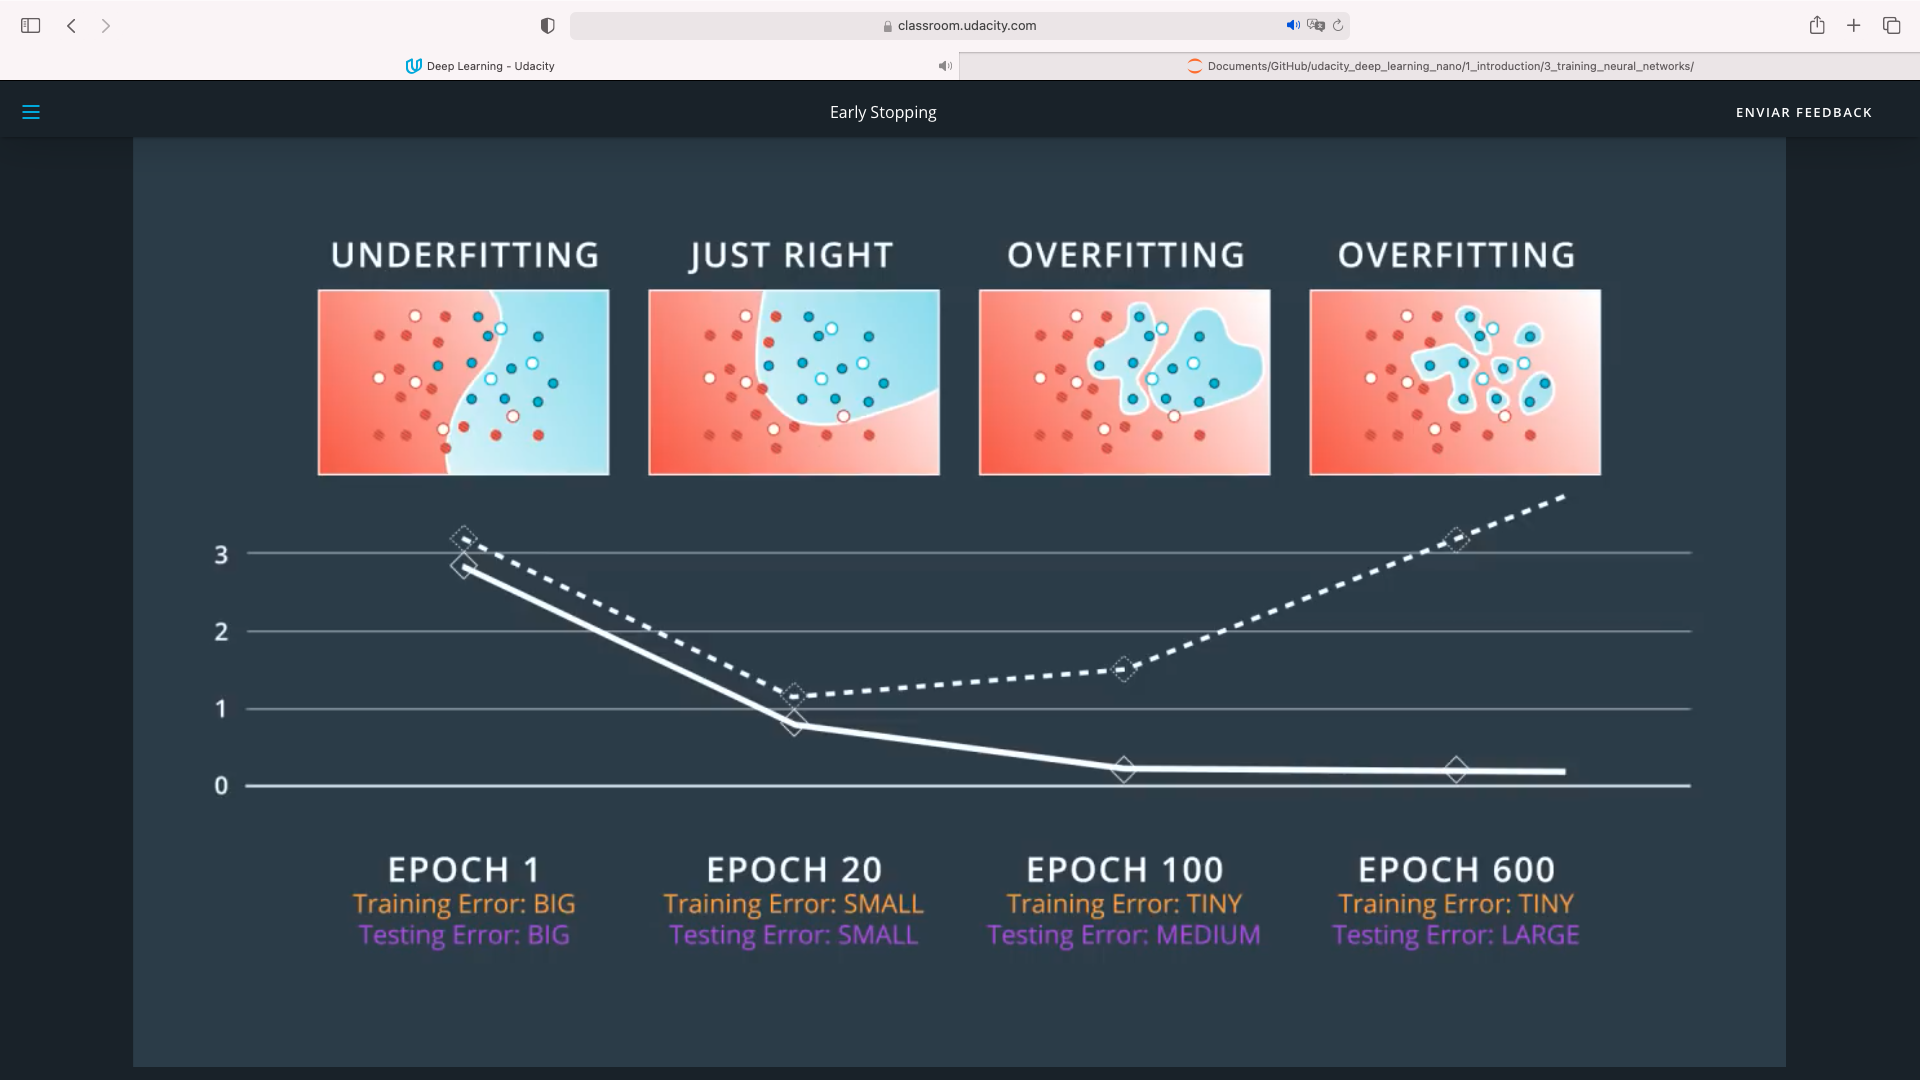 classroom.udacity.com
Deep Learning - Udacity
Documents/GitHub/udacity_deep_learning_nano/1_introduction/3_training_neural_networks/
Early Stopping
ENVIAR FEEDBACK
UNDERFITTING
JUST RIGHT
OVERFITTING
OVERFITTING
3
2
1
0
EPOCH 1
Training Error: BIG
Testing Error: BIG
EPOCH 20
Training Error: SMALL
Testing Error: SMALL
EPOCH 100
Training Error: TINY
Testing Error: MEDIUM
EPOCH 600
Training Error: TINY
Testing Error: LARGE